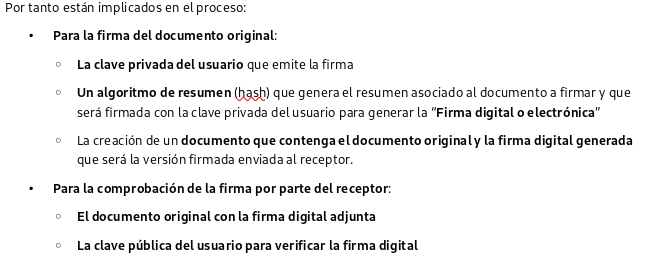 Por tanto están implicados en el proceso:
• Para la firma del documento original:
○ La clave privada del usuario que emite la firma
○ Un algoritmo de resumen (hash) que genera el resumen asociado al documento a firmar y que
será firmada con la clave privada del usuario para generar la "Firma digital o electrónica"
○ La creación de un documento que contenga el documento original y la firma digital generada
que será la versión firmada enviada al receptor.
• Para la comprobación de la firma por parte del receptor:
○ El documento original con la firma digital adjunta
○ La clave pública del usuario para verificar la firma digital